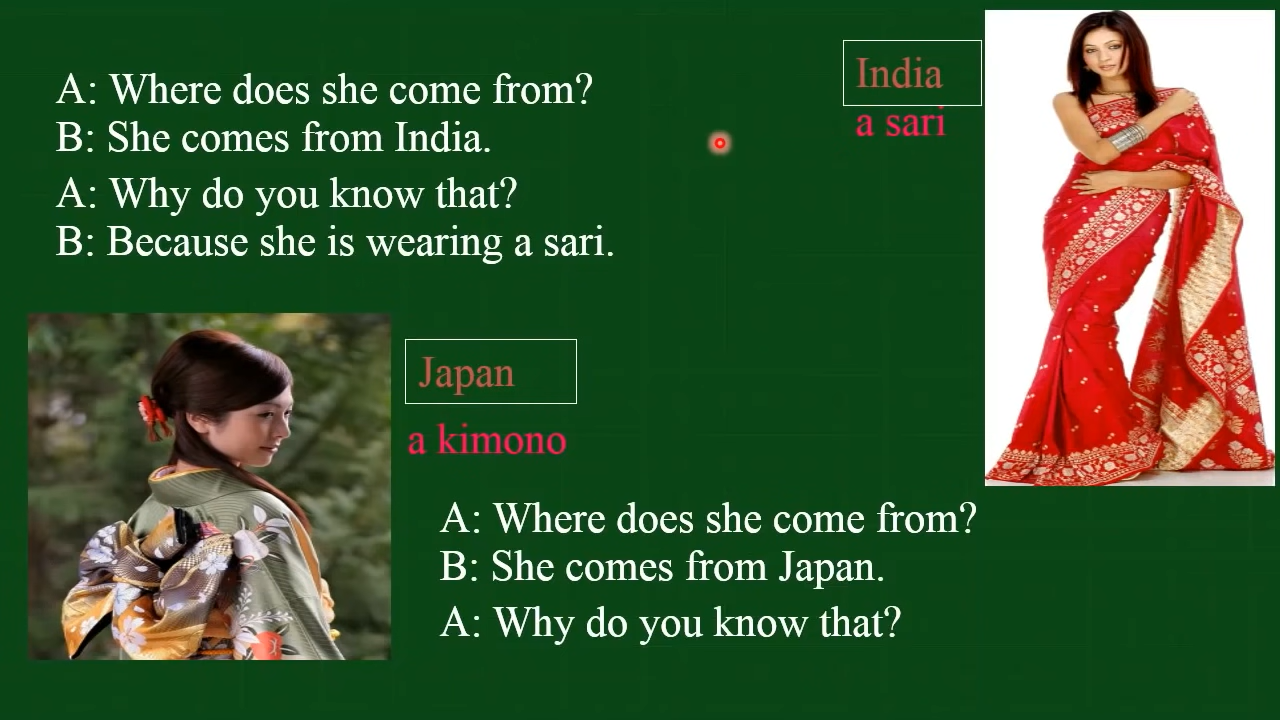 A: Where does she come from?
B: She comes from India.
A: Why do you know that?
B: Because she is wearing a sari.
India
a sari
Japan
a kimono
A: Where does she come from?
B: She comes from Japan.
A: Why do you know that?